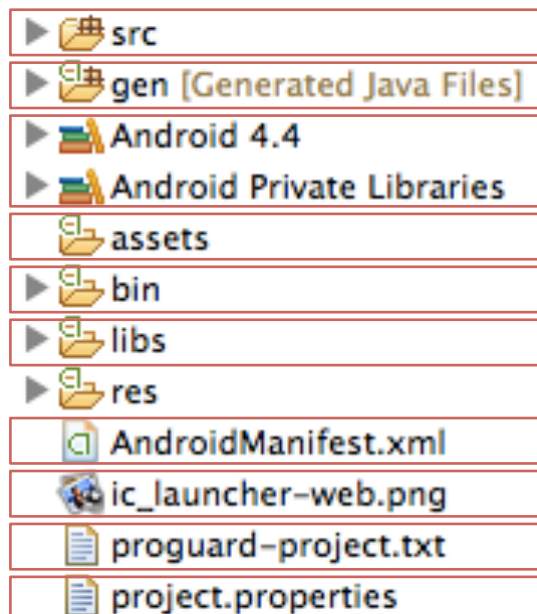 src
gen [Generated Java Files]
Android 4.4
Android Private Libraries
assets
bin
libs
res
AndroidManifest.xml
ic_launcher-web.png
proguard-project.txt
project.properties